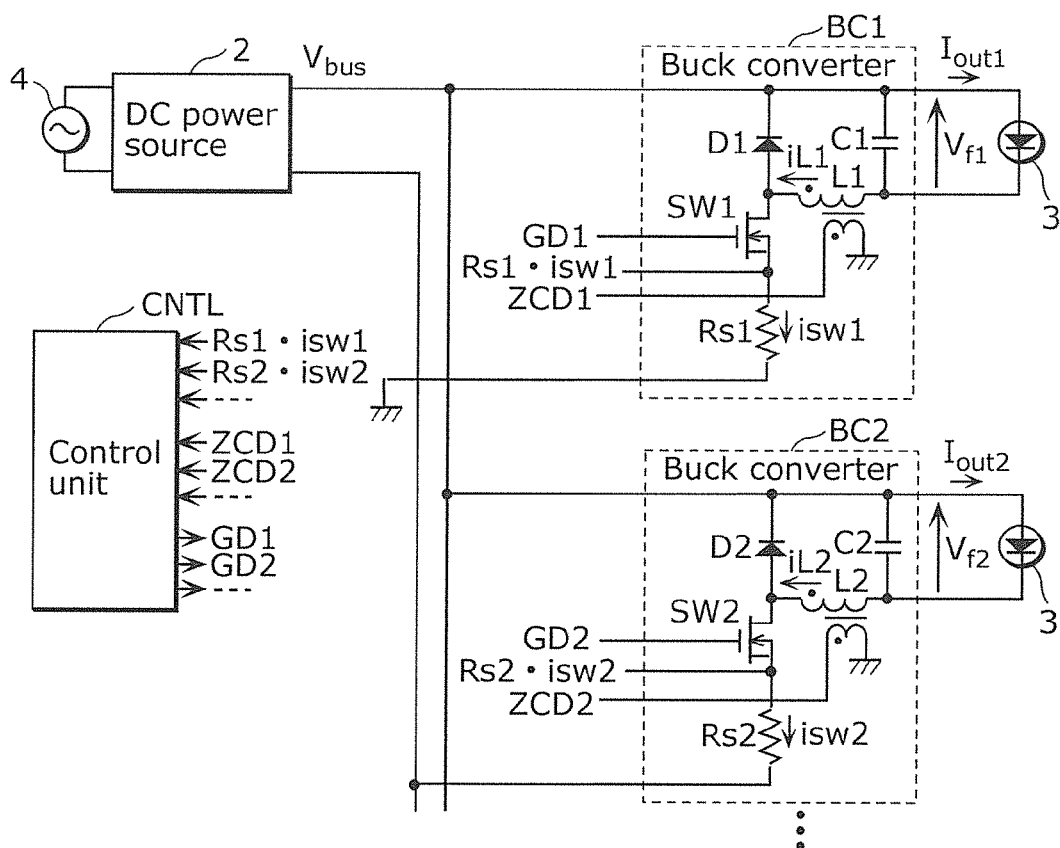 BC1
2
V_bus
Buck converter
I_out1
4
DC power
source
D1
C1
iL1
L1
V_f1
SW1
3
GD1
Rs1 • isw1
ZCD1
CNTL
Rs1
isw1
Rs1 • isw1
Rs2 • isw2
BC2
Control
unit
ZCD1
ZCD2
Buck converter
I_out2
GD1
GD2
D2
C2
iL2
L2
V_f2
SW2
3
GD2
Rs2 • isw2
ZCD2
Rs2
isw2